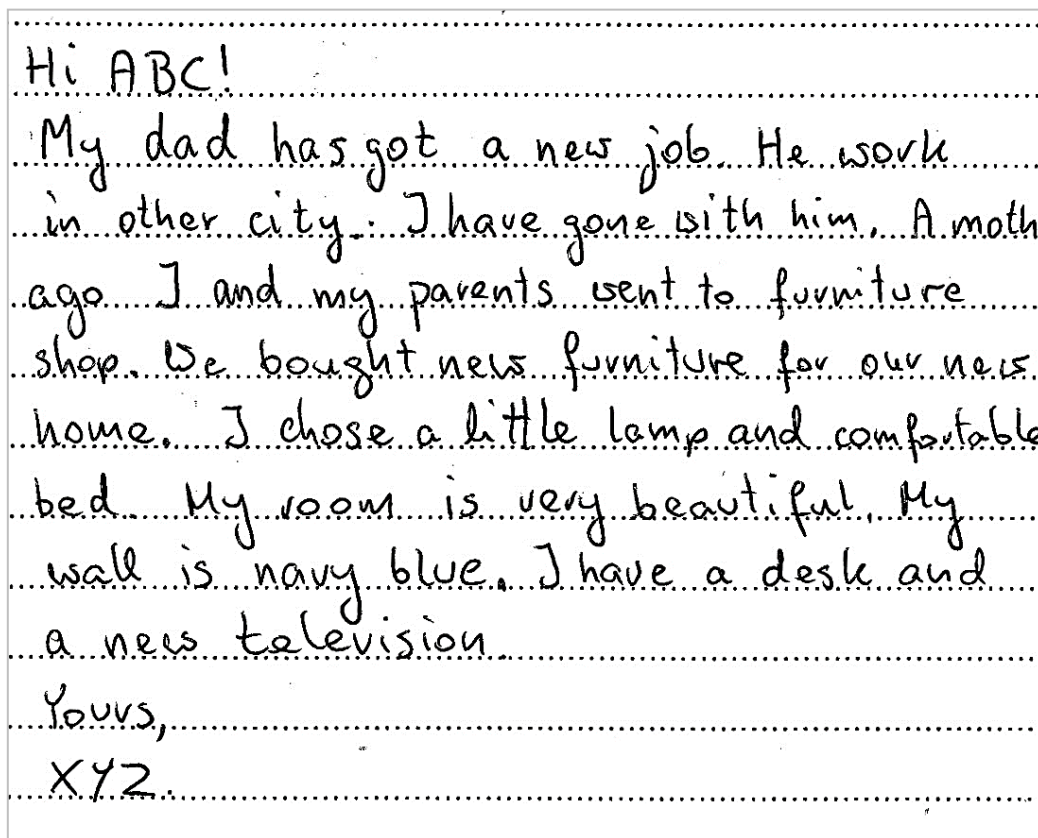 Hi ABC!
My dad has got a new job. He work
in other city. I have gone with him. A moth
ago I and my parents went to furniture
shop. We bought new furniture for our new
home. I chose a little lamp and comfortable
bed. My room is very beautiful. My
wall is navy blue. I have a desk and
a new television.
Yours,
XYZ.